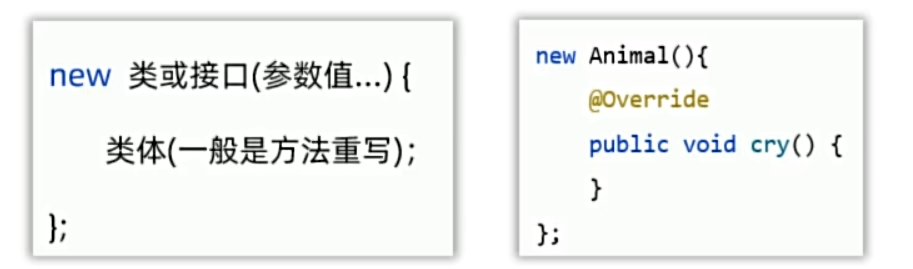 new 类或接口(参数值...) {
类体(一般是方法重写);
};
new Animal(){
@Override
public void cry() {
}
};